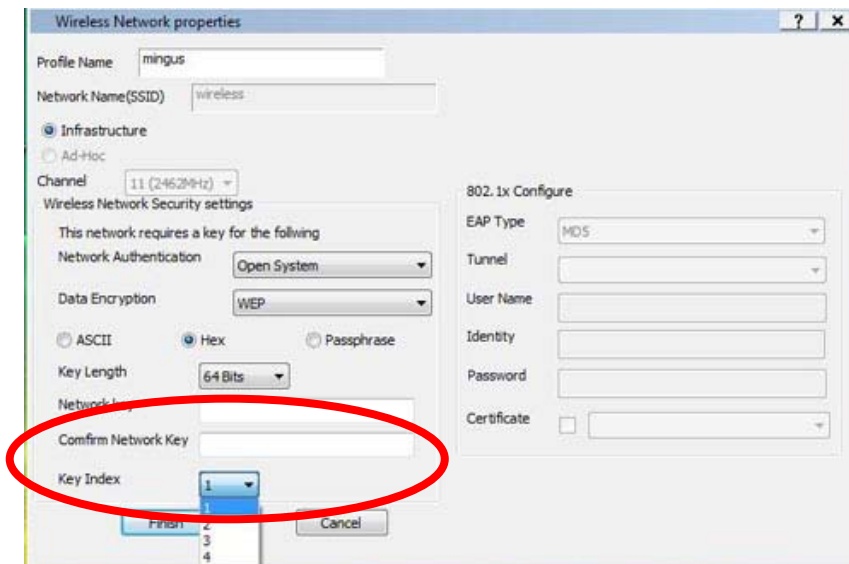 Wireless Network properties
? x
Profile Name mingus
Network Name(SSID) wireless
Infrastructure
Ad-Hoc
Channel 11 (2462MHz)
Wireless Network Security settings
This network requires a key for the follwing
Network Authentication Open System
Data Encryption WEP
ASCII Hex Passphrase
Key Length 64 Bits
Network key
Comfirm Network Key
Key Index 1
1
2
3
4
Finish Cancel
802.1x Configure
EAP Type MD5
Tunnel
User Name
Identity
Password
Certificate